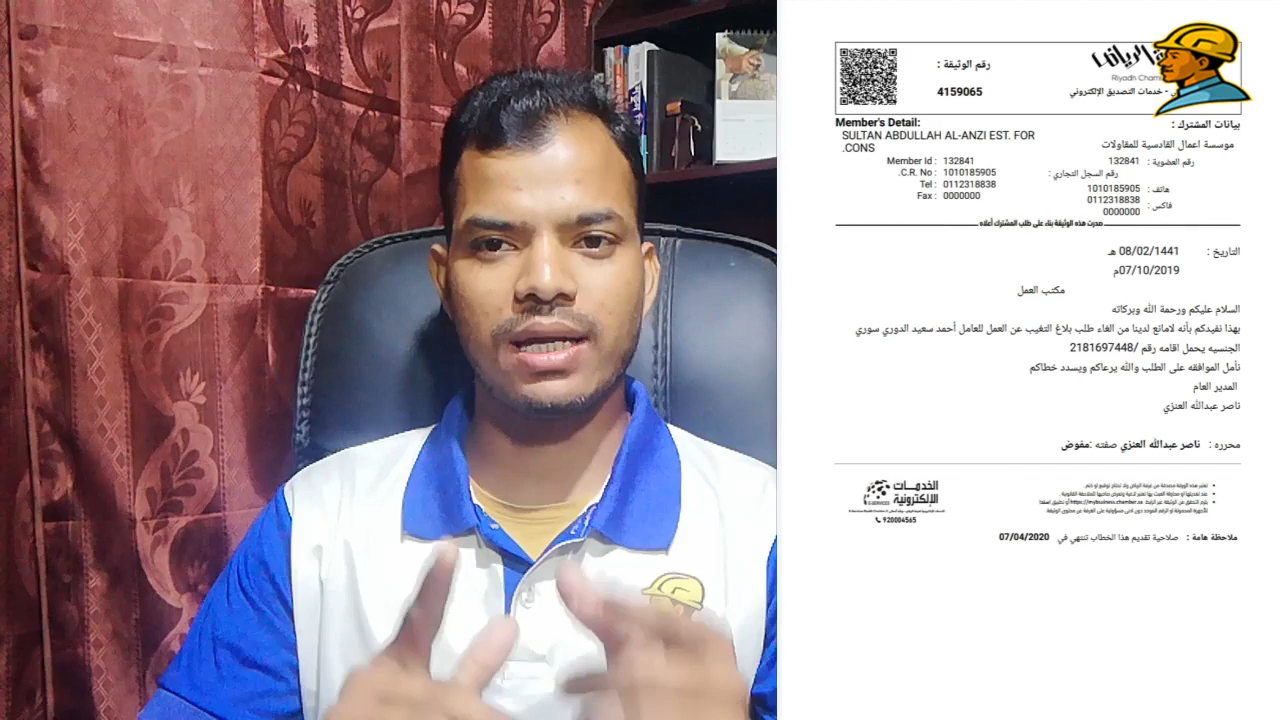 رقم الوثيقة :
4159065
Riyadh Cham
ي - خدمات التصديق الإلكتروني
Member's Detail:
SULTAN ABDULLAH AL-ANZI EST. FOR
.CONS
Member Id : 132841
.C.R. No : 1010185905
Tel : 0112318838
Fax : 0000000
بيانات المشترك :
موسسة اعمال القادسية للمقاولات
رقم العضوية : 132841
رقم السجل التجاري :
1010185905
هاتف : 0112318838
فاكس : 0000000
صدرت هذه الوثيقة بناء على طلب المشترك أعلاه
التاريخ : 08/02/1441 هـ
07/10/2019م
مكتب العمل
السلام عليكم ورحمة الله وبركاته
بهذا نفيدكم بأنه لامانع لدينا من الغاء طلب بلاغ التغيب عن العمل للعامل أحمد سعيد الدوري سوري
الجنسيه يحمل اقامه رقم /2181697448
نأمل الموافقه على الطلب والله يرعاكم ويسدد خطاكم
المدير العام
ناصر عبدالله العنزي
محرره : ناصر عبدالله العنزي صفته :مفوض
الخدمات
الإلكترونية
E-SERVICES
920004565
ملاحظة هامة : صلاحية تقديم هذا الخطاب تنتهي في 07/04/2020